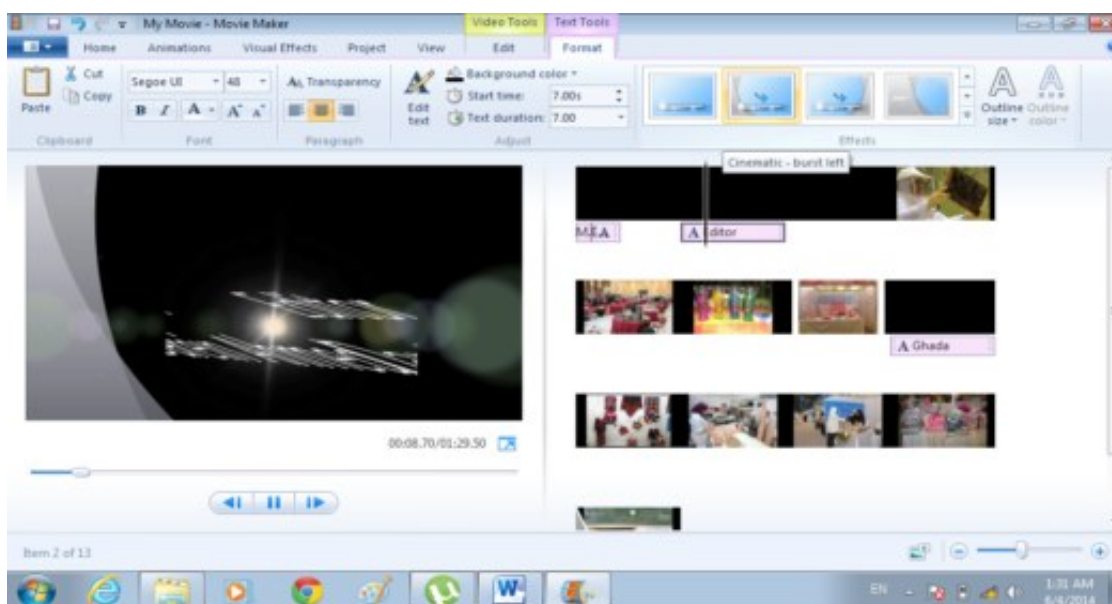 My Movie - Movie Maker
Video Tools
Text Tools
Home
Animations
Visual Effects
Project
View
Edit
Format
Paste
Cut
Copy
Clipboard
Segoe UI
48
B I A A A
Font
Transparency
Paragraph
Edit
text
Background color
Start time:
7.00s
Text duration:
7.00
Adjust
Effects
Outline
size
Outline
color
Cinematic - burst left
A
A Editor
A Ghada
00:08.70/01:29.50
Item 2 of 13
W
EN
1:31 AM
6/4/2014